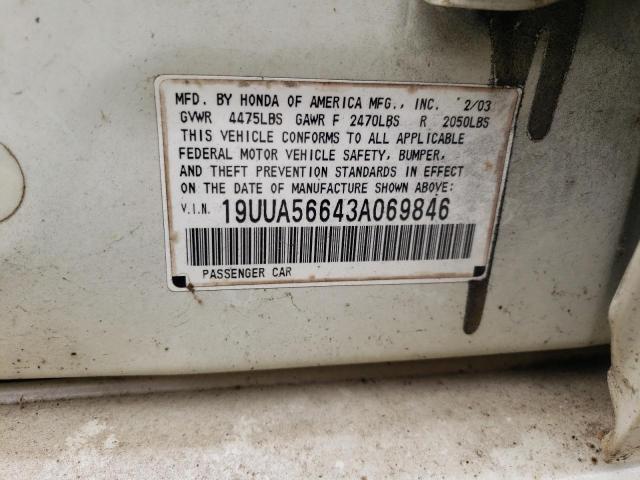 MFD. BY HONDA OF AMERICA MFG., INC. 2/03
GVWR 4475LBS GAWR F 2470LBS R 2050LBS
THIS VEHICLE CONFORMS TO ALL APPLICABLE
FEDERAL MOTOR VEHICLE SAFETY, BUMPER,
AND THEFT PREVENTION STANDARDS IN EFFECT
ON THE DATE OF MANUFACTURE SHOWN ABOVE:
V.I.N. 19UUA56643A069846
PASSENGER CAR